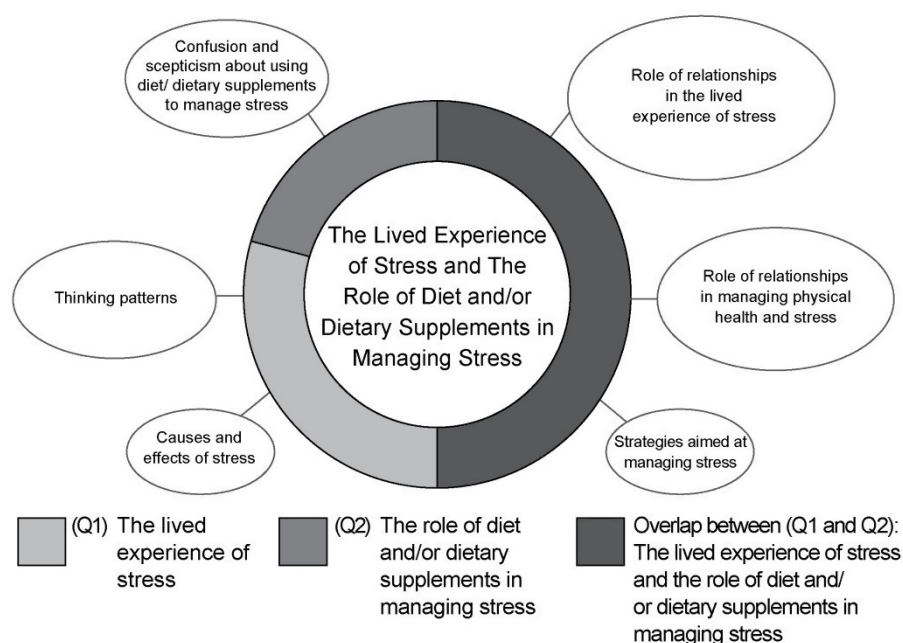 Confusion and
scepticism about using
diet/ dietary supplements
to manage stress
Role of relationships
in the lived
experience of stress
Thinking patterns
The Lived Experience
of Stress and The
Role of Diet and/or
Dietary Supplements in
Managing Stress
Role of relationships
in managing physical
health and stress
Causes and
effects of stress
Strategies aimed at
managing stress
(Q1) The lived
experience of
stress
(Q2) The role of diet
and/or dietary
supplements in
managing stress
Overlap between (Q1 and Q2):
The lived experience of stress
and the role of diet and/
or dietary supplements in
managing stress